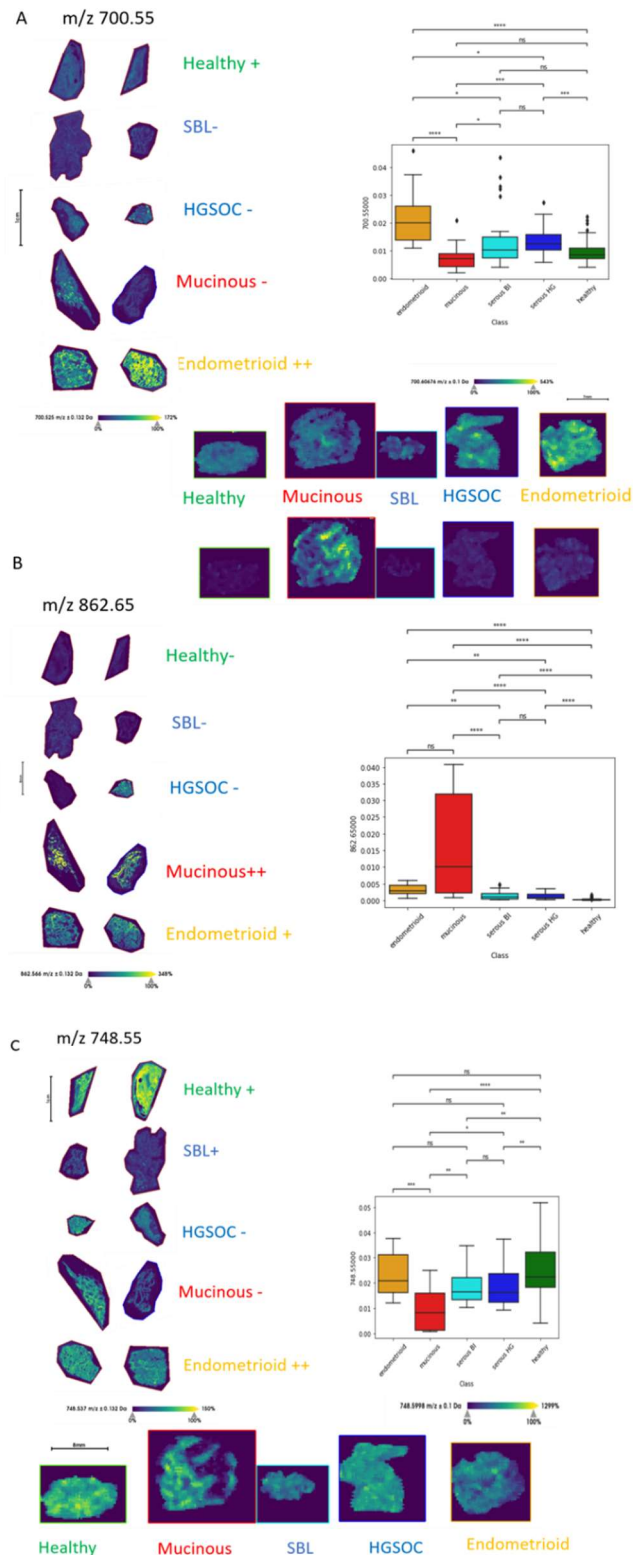 A
m/z 700.55
Healthy +
SBL-
HGSOC -
Mucinous -
Endometrioid ++
1cm
700.525 m/z ± 0.132 Da
0%
100%
172%
****
ns
*
ns
***
***
*
ns
*
****
700.55000
0.04
0.03
0.02
0.01
0.00
endometrioid
mucinous
serous BI
serous HG
healthy
Class
700.60676 m/z ± 0.1 Da
0%
100%
543%
Healthy
Mucinous
SBL
HGSOC
Endometrioid
B
m/z 862.65
Healthy-
SBL-
HGSOC -
Mucinous++
Endometrioid +
862.566 m/z ± 0.132 Da
0%
100%
348%
****
****
**
****
****
****
**
ns
****
ns
862.65000
0.040
0.035
0.030
0.025
0.020
0.015
0.010
0.005
0.000
endometrioid
mucinous
serous BI
serous HG
healthy
Class
C
m/z 748.55
Healthy +
SBL+
HGSOC -
Mucinous -
Endometrioid ++
1cm
748.537 m/z ± 0.132 Da
0%
100%
150%
ns
****
ns
**
*
**
ns
ns
**
***
748.55000
0.05
0.04
0.03
0.02
0.01
0.00
endometrioid
mucinous
serous BI
serous HG
healthy
Class
748.5998 m/z ± 0.1 Da
0%
100%
1299%
8mm
Healthy
Mucinous
SBL
HGSOC
Endometrioid